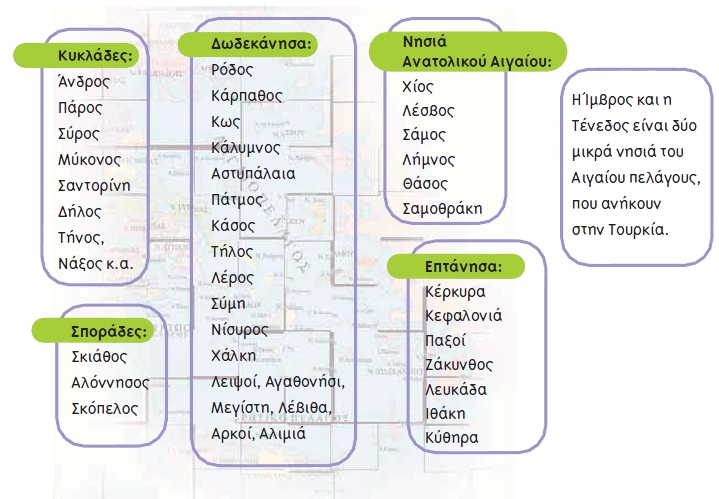 Κυκλάδες:
Άνδρος
Πάρος
Σύρος
Μύκονος
Σαντορίνη
Δήλος
Τήνος,
Νάξος κ.α.
Σποράδες:
Σκιάθος
Αλόννησος
Σκόπελος
Δωδεκάνησα:
Ρόδος
Κάρπαθος
Κως
Κάλυμνος
Αστυπάλαια
Πάτμος
Κάσος
Τήλος
Λέρος
Σύμη
Νίσυρος
Χάλκη
Λειψοί, Αγαθονήσι,
Μεγίστη, Λέβιθα,
Αρκοί, Αλιμιά
Νησιά
Ανατολικού Αιγαίου:
Χίος
Λέσβος
Σάμος
Λήμνος
Θάσος
Σαμοθράκη
Επτάνησα:
Κέρκυρα
Κεφαλονιά
Παξοί
Ζάκυνθος
Λευκάδα
Ιθάκη
Κύθηρα
Η Ίμβρος και η
Τένεδος είναι δύο
μικρά νησιά του
Αιγαίου πελάγους,
που ανήκουν
στην Τουρκία.